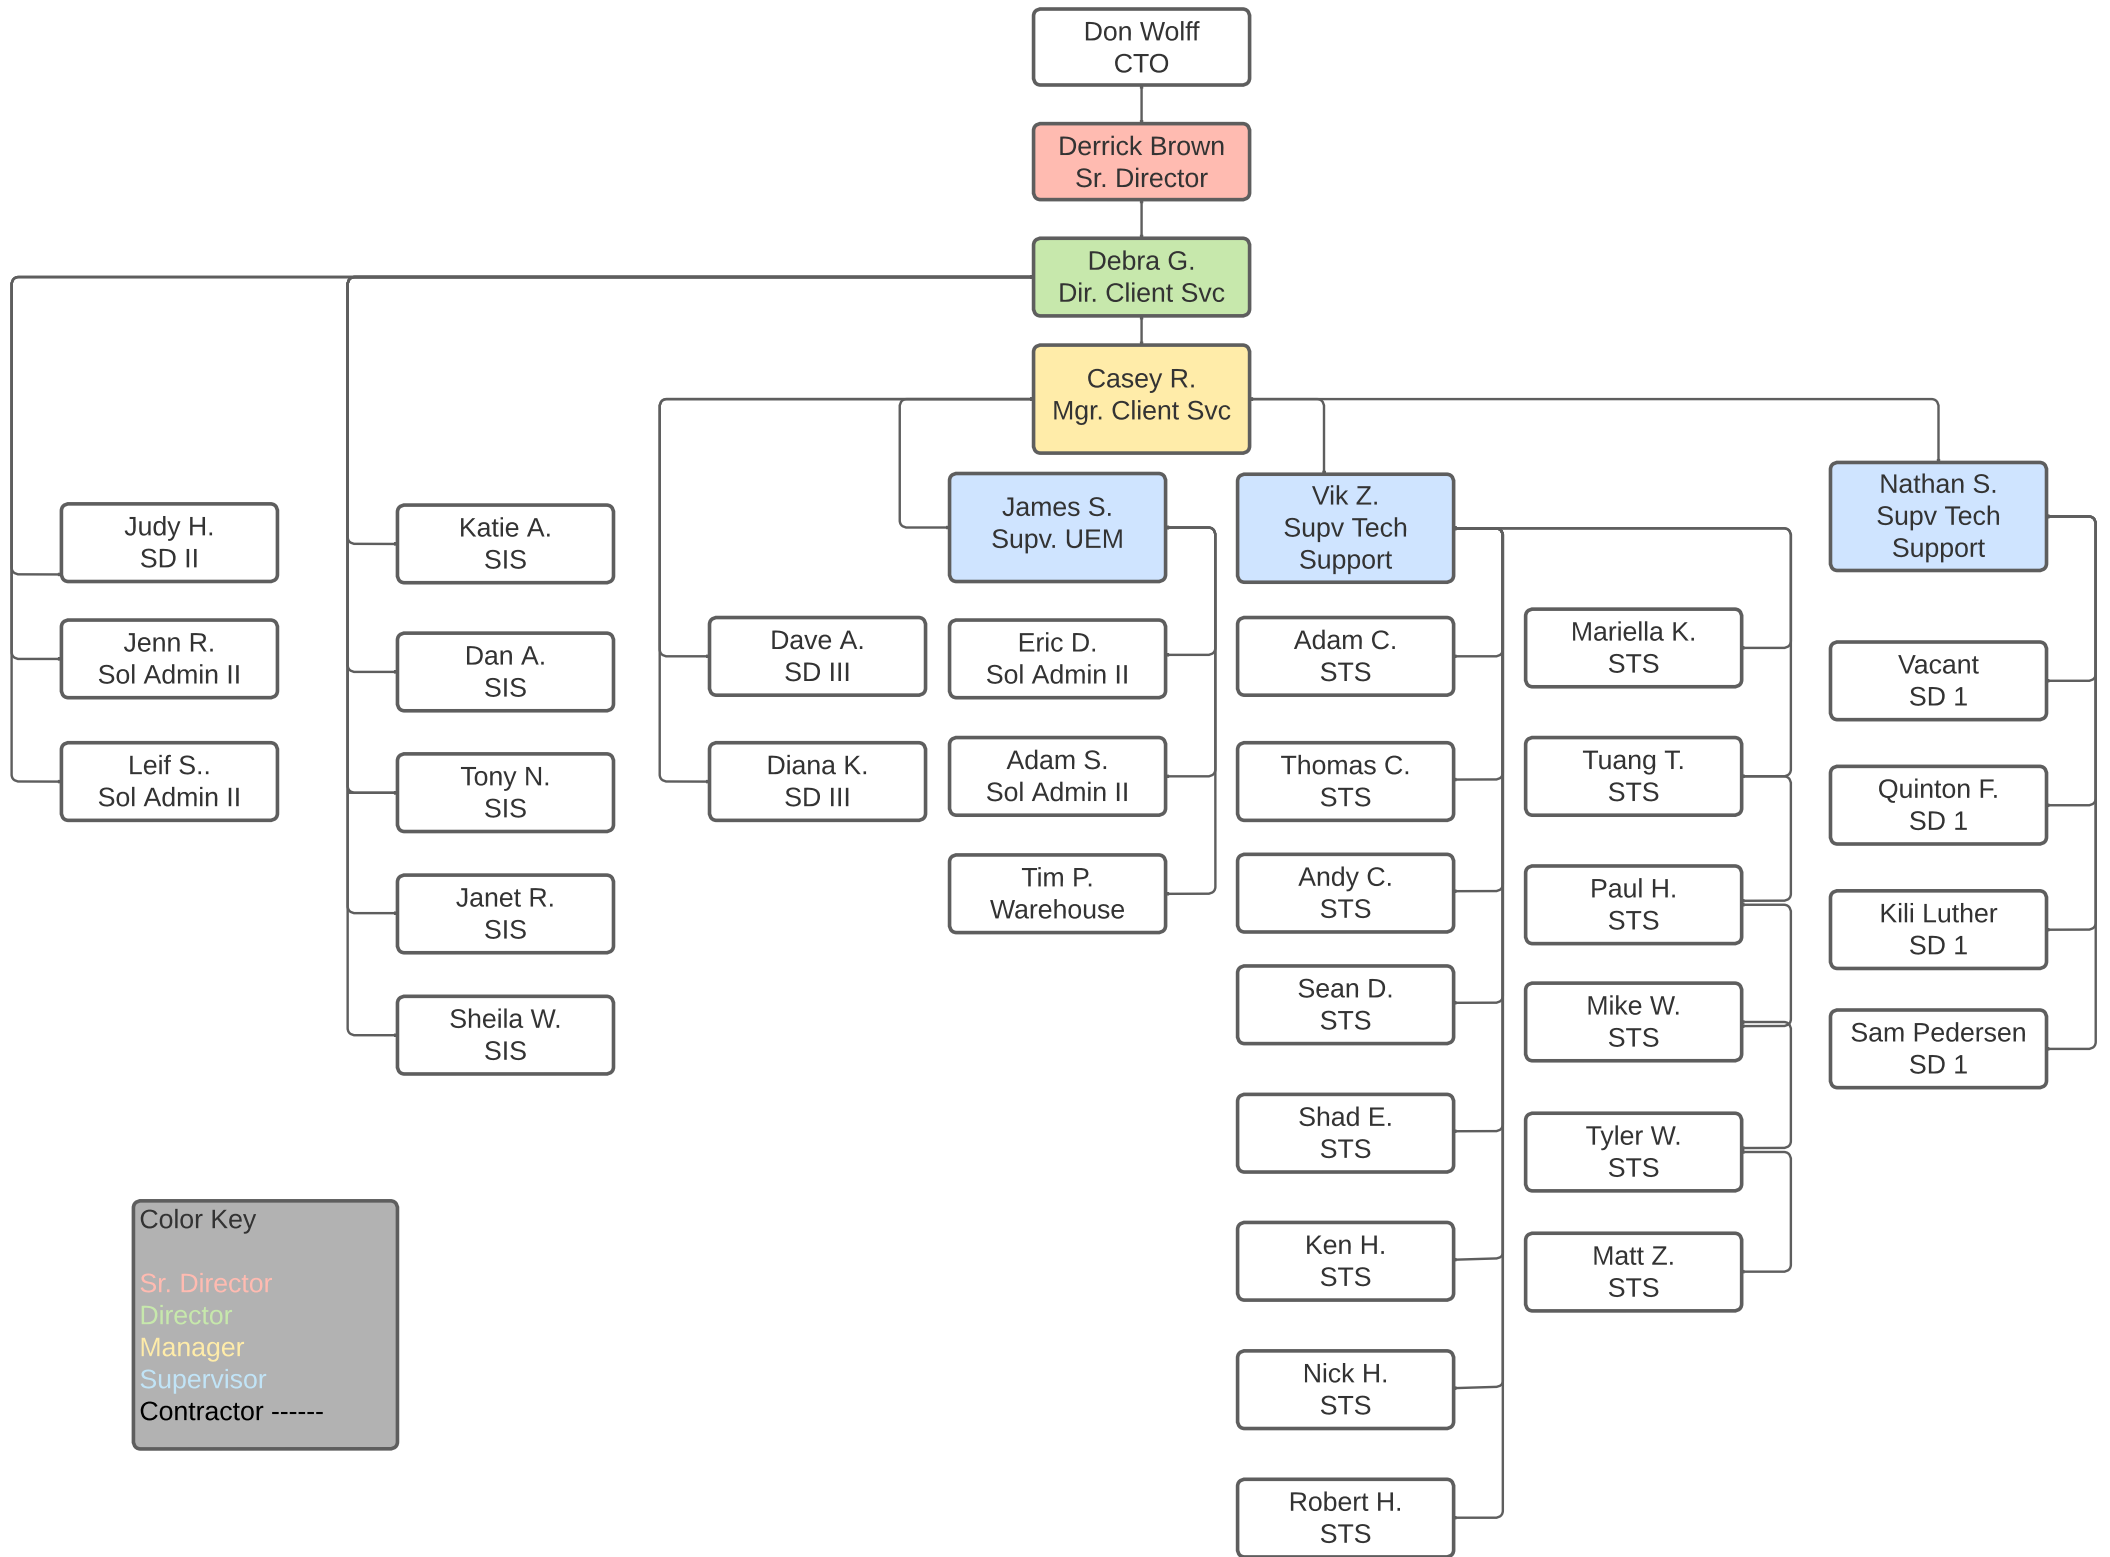 Don Wolff
CTO
Derrick Brown
Sr. Director
Debra G.
Dir. Client Svc
Casey R.
Mgr. Client Svc
James S.
Supv. UEM
Vik Z.
Supv Tech
Support
Nathan S.
Supv Tech
Support
Judy H.
SD II
Jenn R.
Sol Admin II
Leif S..
Sol Admin II
Katie A.
SIS
Dan A.
SIS
Tony N.
SIS
Janet R.
SIS
Sheila W.
SIS
Dave A.
SD III
Diana K.
SD III
Eric D.
Sol Admin II
Adam S.
Sol Admin II
Tim P.
Warehouse
Adam C.
STS
Thomas C.
STS
Andy C.
STS
Sean D.
STS
Shad E.
STS
Ken H.
STS
Nick H.
STS
Robert H.
STS
Mariella K.
STS
Tuang T.
STS
Paul H.
STS
Mike W.
STS
Tyler W.
STS
Matt Z.
STS
Vacant
SD 1
Quinton F.
SD 1
Kili Luther
SD 1
Sam Pedersen
SD 1
Color Key
Sr. Director
Director
Manager
Supervisor
Contractor ------